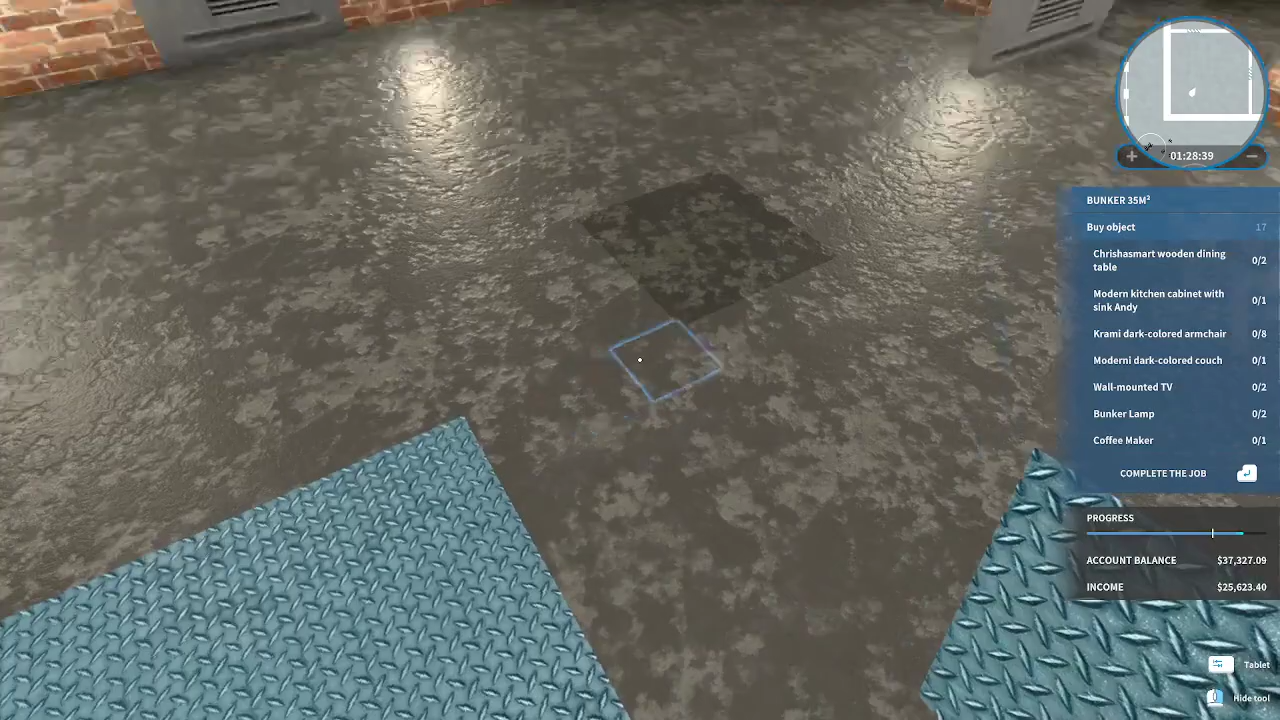 01:28:39
BUNKER 35M²
Buy object 17
Chrishasmart wooden dining
table 0/2
Modern kitchen cabinet with
sink Andy 0/1
Krami dark-colored armchair 0/8
Moderni dark-colored couch 0/1
Wall-mounted TV 0/2
Bunker Lamp 0/2
Coffee Maker 0/1
COMPLETE THE JOB
PROGRESS
ACCOUNT BALANCE $37,327.09
INCOME $25,623.40
Tablet
Hide tool